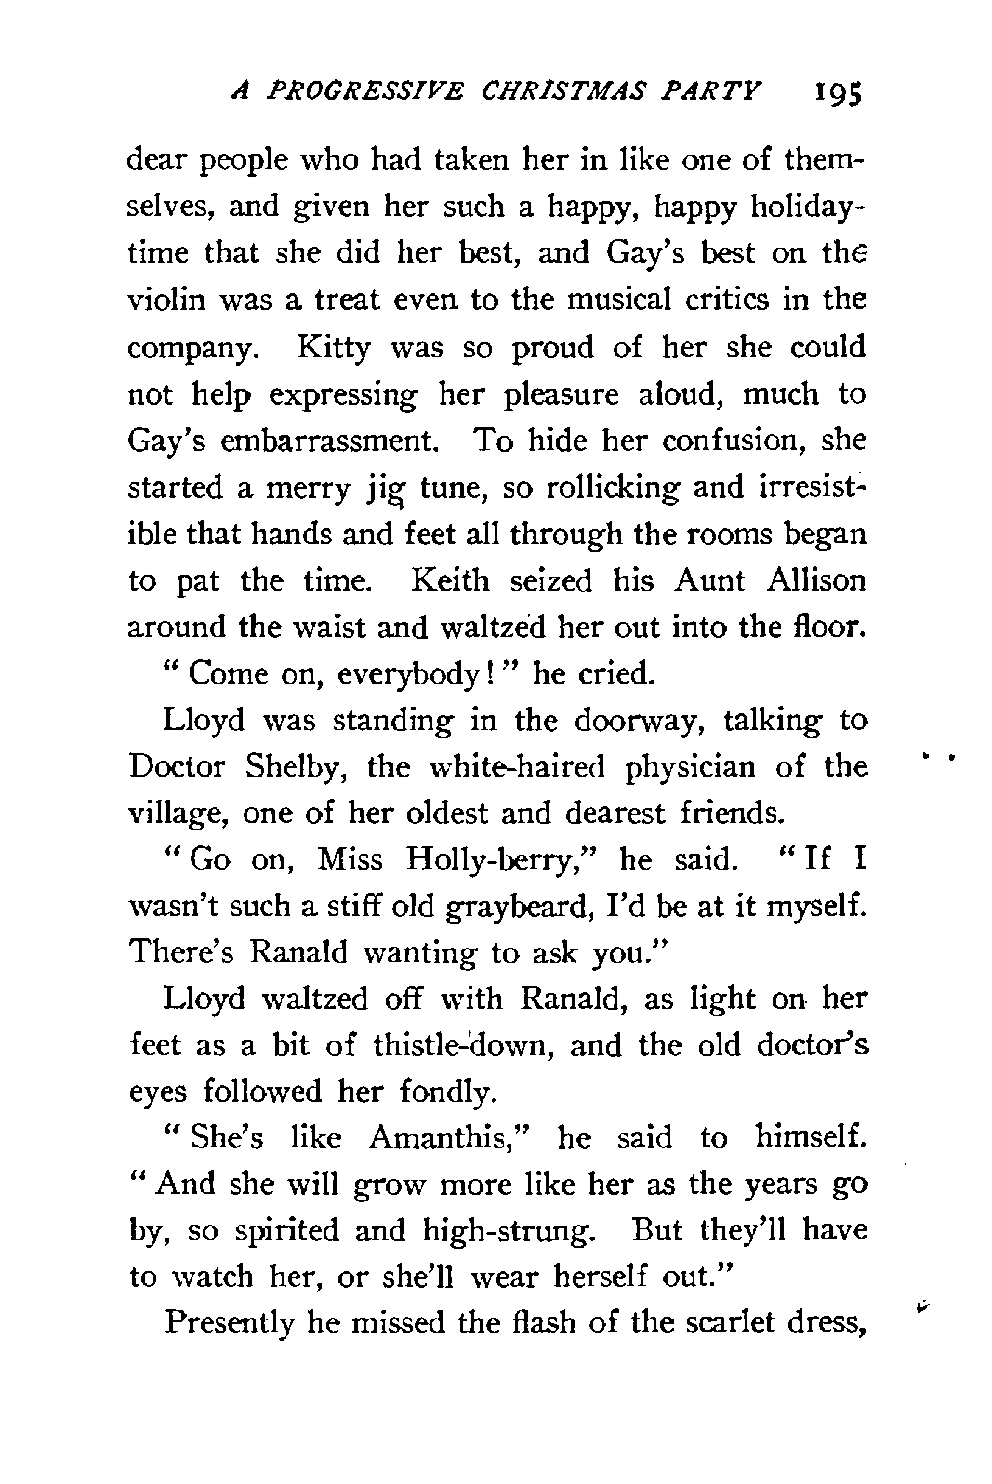 A PROGRESSIVE CHRISTMAS PARTY 195
dear people who had taken her in like one of them-
selves, and given her such a happy, happy holiday-
time that she did her best, and Gay's best on the
violin was a treat even to the musical critics in the
company. Kitty was so proud of her she could
not help expressing her pleasure aloud, much to
Gay's embarrassment. To hide her confusion, she
started a merry jig tune, so rollicking and irresist-
ible that hands and feet all through the rooms began
to pat the time. Keith seized his Aunt Allison
around the waist and waltzed her out into the floor.
"Come on, everybody!" he cried.
Lloyd was standing in the doorway, talking to
Doctor Shelby, the white-haired physician of the
village, one of her oldest and dearest friends.
"Go on, Miss Holly-berry," he said. "If I
wasn't such a stiff old graybeard, I'd be at it myself.
There's Ranald wanting to ask you."
Lloyd waltzed off with Ranald, as light on her
feet as a bit of thistle-down, and the old doctor's
eyes followed her fondly.
"She's like Amanthis," he said to himself.
"And she will grow more like her as the years go
by, so spirited and high-strung. But they'll have
to watch her, or she'll wear herself out."
Presently he missed the flash of the scarlet dress,